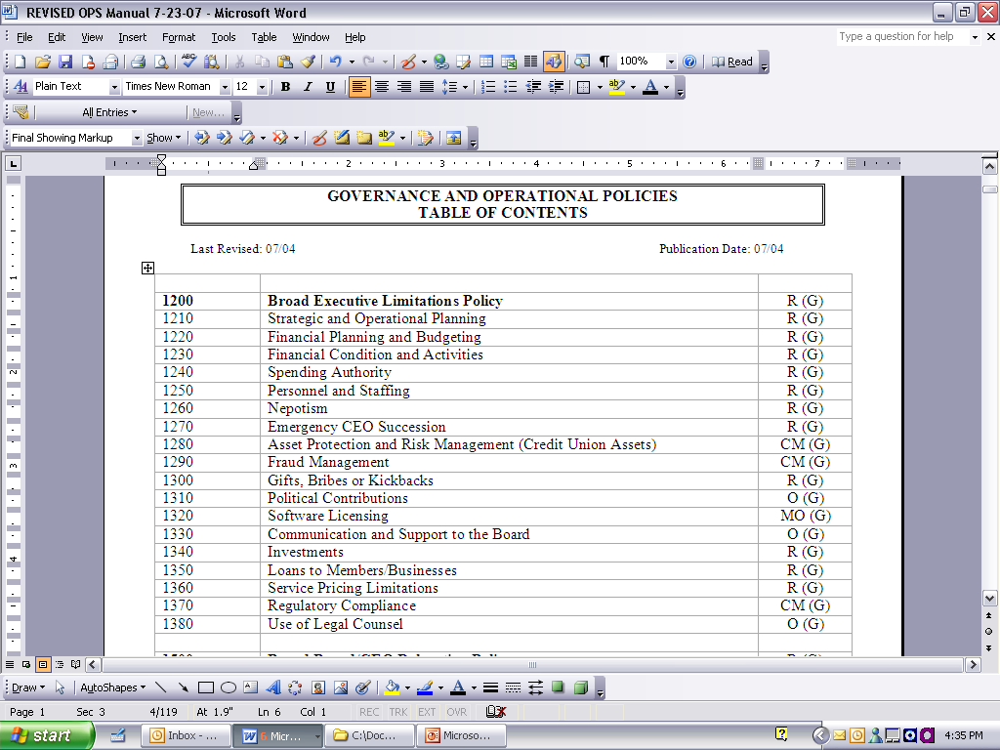 REVISED OPS Manual 7-23-07 - Microsoft Word
File Edit View Insert Format Tools Table Window Help
Type a question for help
100%
Read
Plain Text
Times New Roman
12
B I U
All Entries
New...
Final Showing Markup
Show
2 3 4 5 6 7
GOVERNANCE AND OPERATIONAL POLICIES
TABLE OF CONTENTS
Last Revised: 07/04 Publication Date: 07/04
1200 Broad Executive Limitations Policy R (G)
1210 Strategic and Operational Planning R (G)
1220 Financial Planning and Budgeting R (G)
1230 Financial Condition and Activities R (G)
1240 Spending Authority R (G)
1250 Personnel and Staffing R (G)
1260 Nepotism R (G)
1270 Emergency CEO Succession R (G)
1280 Asset Protection and Risk Management (Credit Union Assets) CM (G)
1290 Fraud Management CM (G)
1300 Gifts, Bribes or Kickbacks R (G)
1310 Political Contributions O (G)
1320 Software Licensing MO (G)
1330 Communication and Support to the Board O (G)
1340 Investments R (G)
1350 Loans to Members/Businesses R (G)
1360 Service Pricing Limitations R (G)
1370 Regulatory Compliance CM (G)
1380 Use of Legal Counsel O (G)
Draw AutoShapes
Page 1 Sec 3 4/119 At 1.9" Ln 6 Col 1 REC TRK EXT OVR
start Inbox - ... Micr... C:\Doc... Microso... 4:35 PM